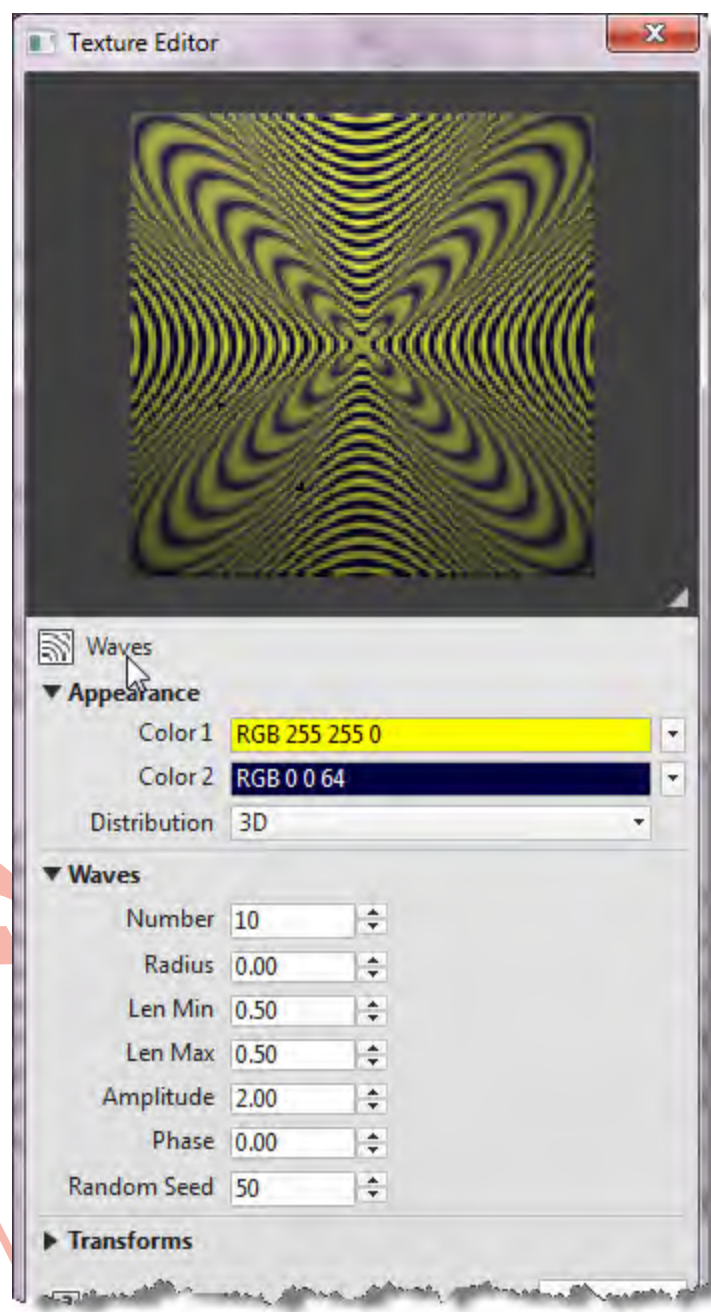 Texture Editor
Waves
Appearance
Color 1 RGB 255 255 0
Color 2 RGB 0 0 64
Distribution 3D
Waves
Number 10
Radius 0.00
Len Min 0.50
Len Max 0.50
Amplitude 2.00
Phase 0.00
Random Seed 50
Transforms